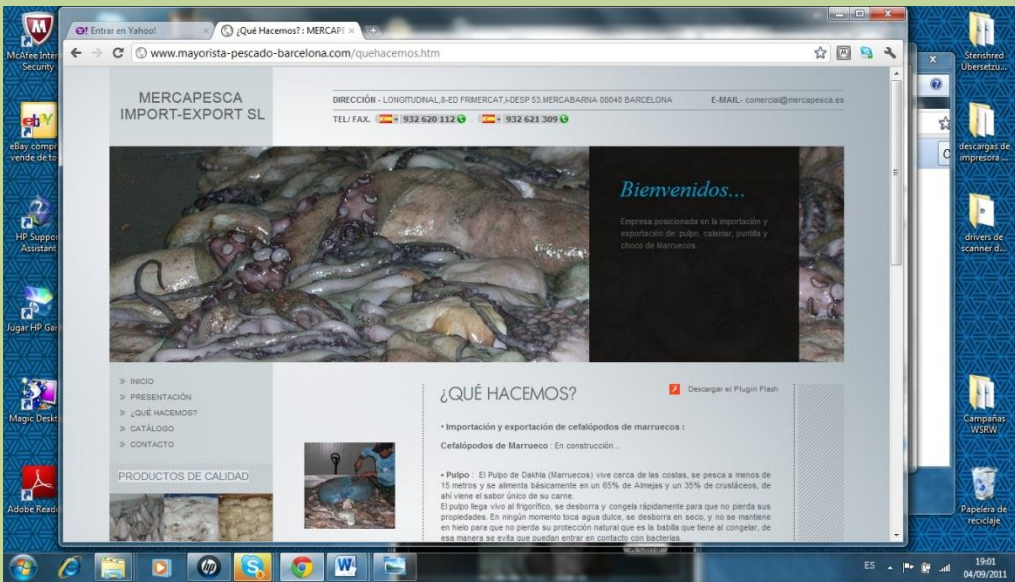 McAfee Inter
Security
eBay compr
vende de to
HP Suppor
Assistant
Jugar HP Gam
Magic Deskt
Adobe Reade
Entrar en Yahoo!
¿Qué Hacemos? : MERCAPE
www.mayorista-pescado-barcelona.com/quehacemos.htm
MERCAPESCA
IMPORT-EXPORT SL
DIRECCIÓN - LONGITUDINAL,8-ED FRIMERCAT,I-DESP 53.MERCABARNA 08040 BARCELONA
E-MAIL- comercial@mercapesca.es
TEL/ FAX. 932 620 112 . 932 621 309
Bienvenidos...
Empresa posicionada en la importación y
exportación de: pulpo, calamar, puntilla y
choco de Marruecos.
» INICIO
» PRESENTACIÓN
» ¿QUÉ HACEMOS?
» CATÁLOGO
» CONTACTO
PRODUCTOS DE CALIDAD
¿QUÉ HACEMOS?
Descargar el Plugin Flash
• Importación y exportación de cefalópodos de marruecos :
Cefalópodos de Marrueco : En construcción...
• Pulpo : El Pulpo de Dakhla (Marruecos) vive cerca de las costas, se pesca a menos de
15 metros y se alimenta básicamente en un 65% de Almejas y un 35% de crustáceos, de
ahí viene el sabor único de su carne.
El pulpo llega vivo al frigorífico, se desborra y congela rápidamente para que no pierda sus
propiedades. En ningún momento toca agua dulce, se desborra en seco, y no se mantiene
en hielo para que no pierda su protección natural que es la babilla que tiene al congelar, de
esa manera se evita que puedan entrar en contacto con bacterias.
Sterishred
Übersetzu...
descargas de
impresora ...
drivers de
scanner d...
Campañas
WSRW
Papelera de
reciclaje
ES
19:01
04/09/2011